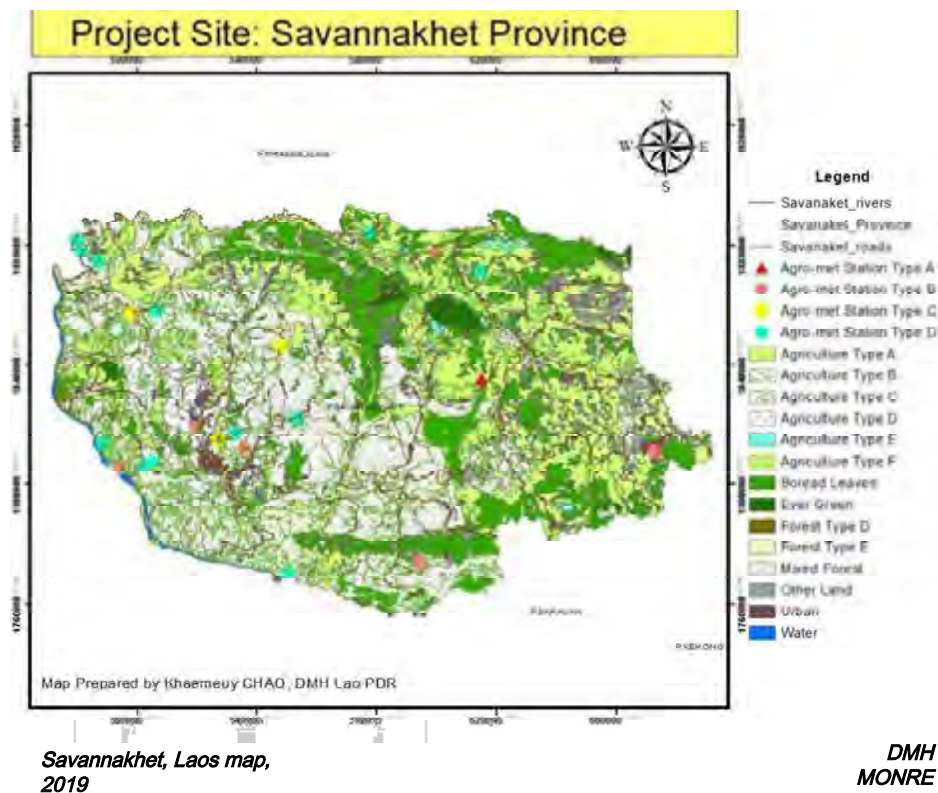 Project Site: Savannakhet Province
N
W
E
S
Legend
Savanaket_rivers
Savanaket_Province
Savanaket_roads
Agro-met Station Type A
Agro-met Station Type B
Agro-met Station Type C
Agro-met Station Type D
Agriculture Type A
Agriculture Type B
Agriculture Type C
Agriculture Type D
Agriculture Type E
Agriculture Type F
Boread Leaves
Ever Green
Forest Type D
Forest Type E
Mixed Forest
Other Land
Urban
Water
1760000
1760000
Map Prepared by Khaemeuy CHAO, DMH Lao PDR
Savannakhet, Laos map,
2019
DMH
MONRE